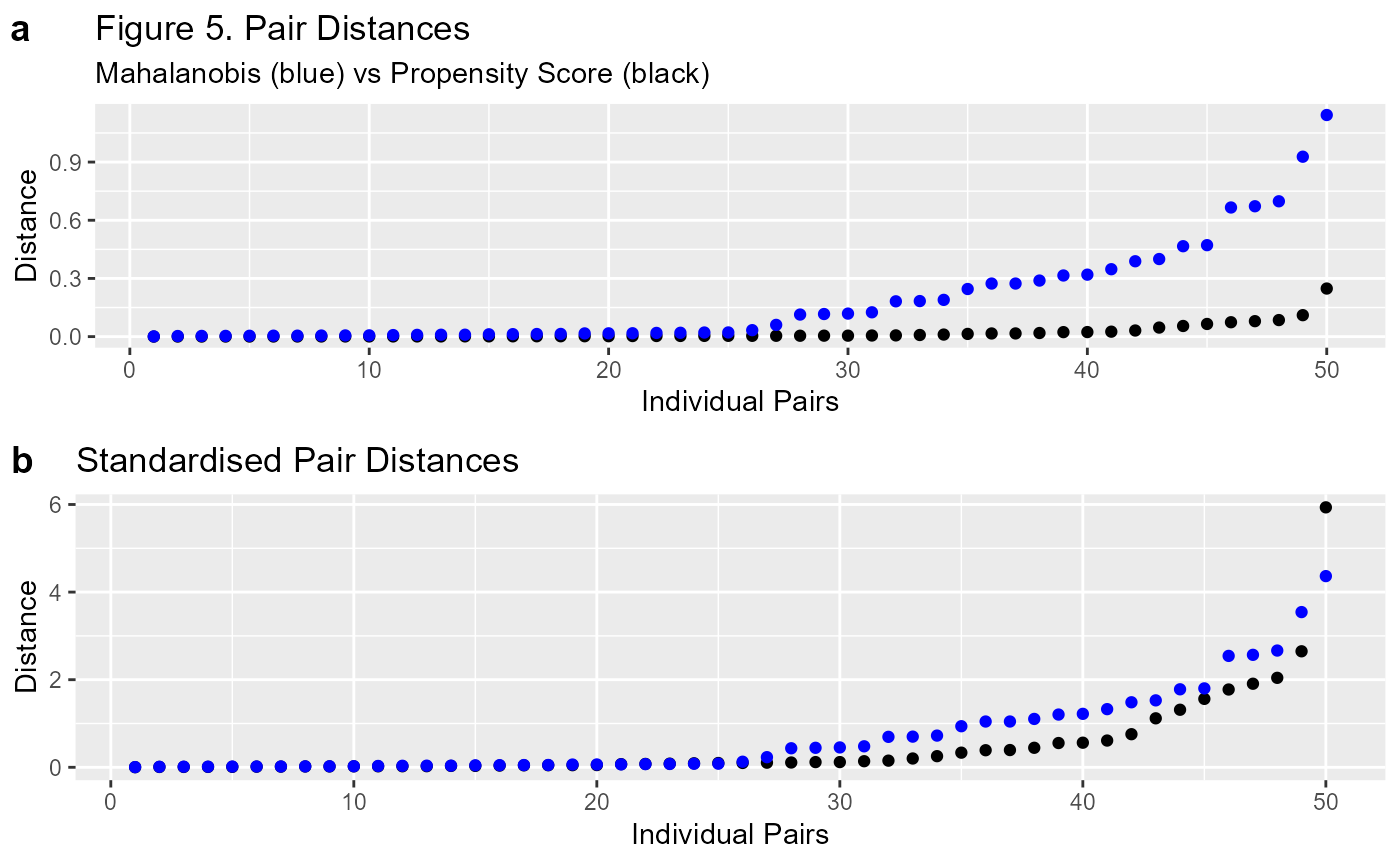 a Figure 5. Pair Distances
Mahalanobis (blue) vs Propensity Score (black)
Distance
0.9
0.6
0.3
0.0
0 10 20 30 40 50
Individual Pairs
b Standardised Pair Distances
Distance
6
4
2
0
0 10 20 30 40 50
Individual Pairs